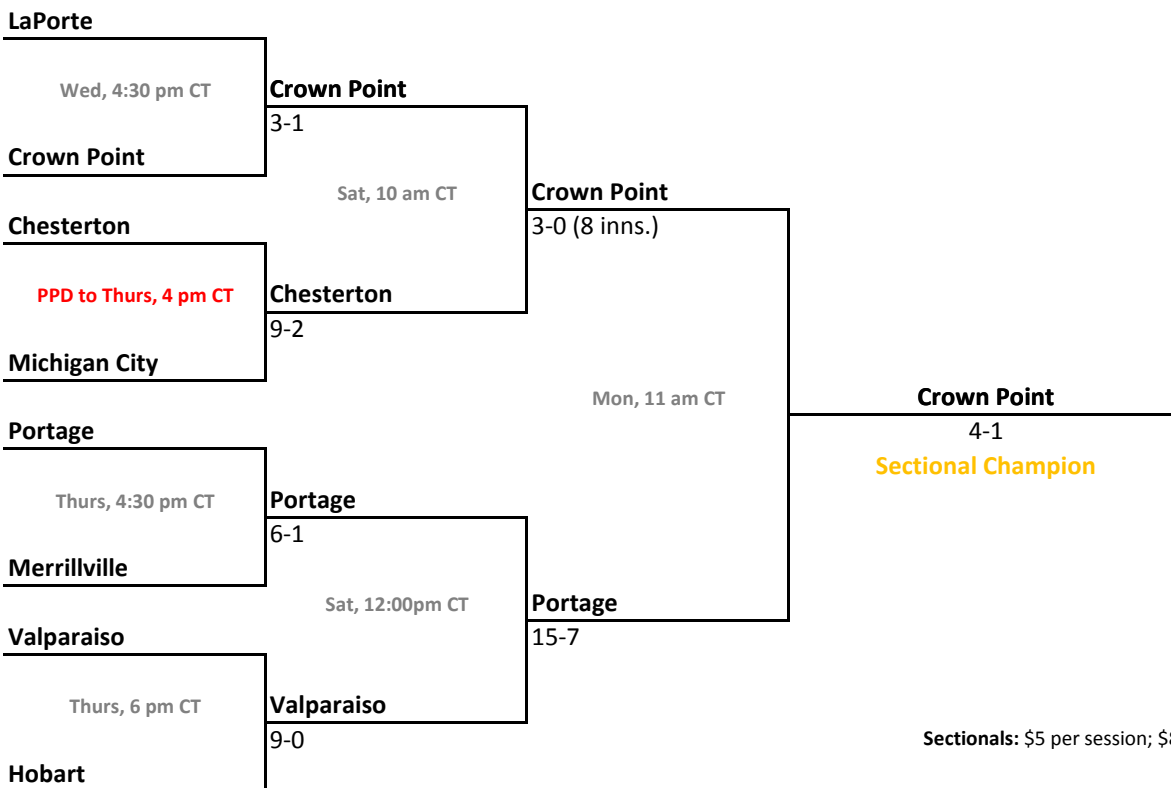 LaPorte
Wed, 4:30 pm CT
Crown Point
3-1
Crown Point
Sat, 10 am CT
Crown Point
3-0 (8 inns.)
Chesterton
PPD to Thurs, 4 pm CT
Chesterton
9-2
Michigan City
Mon, 11 am CT
Crown Point
4-1
Sectional Champion
Portage
Thurs, 4:30 pm CT
Portage
6-1
Merrillville
Sat, 12:00pm CT
Portage
15-7
Valparaiso
Thurs, 6 pm CT
Valparaiso
9-0
Hobart
Sectionals: $5 per session; $8